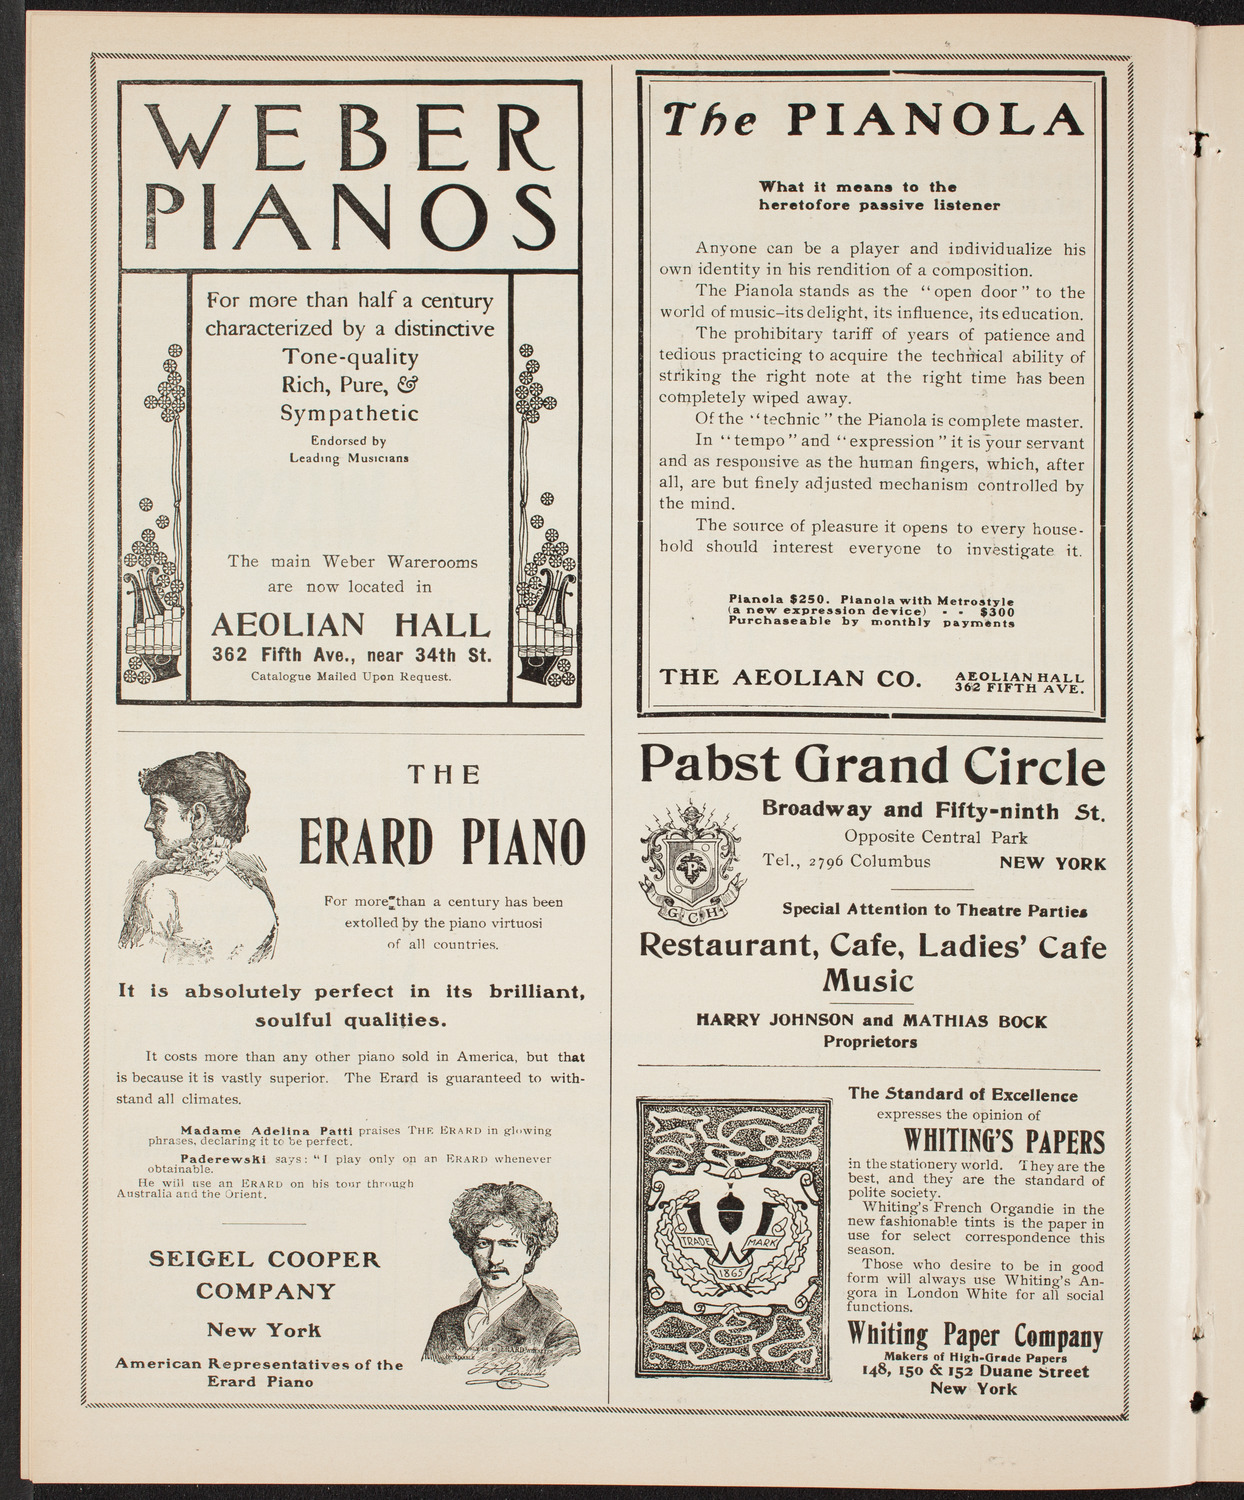 WEBER
PIANOS
For more than half a century
characterized by a distinctive
Tone-quality
Rich, Pure, &
Sympathetic
Endorsed by
Leading Musicians
The main Weber Warerooms
are now located in
AEOLIAN HALL
362 Fifth Ave., near 34th St.
Catalogue Mailed Upon Request.
THE
ERARD PIANO
For more than a century has been
extolled by the piano virtuosi
of all countries.
It is absolutely perfect in its brilliant,
soulful qualities.
It costs more than any other piano sold in America, but that
is because it is vastly superior. The Erard is guaranteed to with-
stand all climates.
Madame Adelina Patti praises THE ERARD in glowing
phrases, declaring it to be perfect.
Paderewski says: "I play only on an ERARD whenever
obtainable.
He will use an ERARD on his tour through
Australia and the Orient.
SEIGEL COOPER
COMPANY
New York
American Representatives of the
Erard Piano
The PIANOLA
What it means to the
heretofore passive listener
Anyone can be a player and individualize his
own identity in his rendition of a composition.
The Pianola stands as the "open door" to the
world of music—its delight, its influence, its education.
The prohibitary tariff of years of patience and
tedious practicing to acquire the technical ability of
striking the right note at the right time has been
completely wiped away.
Of the "technic" the Pianola is complete master.
In "tempo" and "expression" it is your servant
and as responsive as the human fingers, which, after
all, are but finely adjusted mechanism controlled by
the mind.
The source of pleasure it opens to every house-
hold should interest everyone to investigate it.
Pianola $250. Pianola with Metrostyle
(a new expression device) - - $300
Purchaseable by monthly payments
THE AEOLIAN CO. AEOLIAN HALL
362 FIFTH AVE.
Pabst Grand Circle
Broadway and Fifty-ninth St.
Opposite Central Park
Tel., 2796 Columbus NEW YORK
P
G C H
Special Attention to Theatre Parties
Restaurant, Cafe, Ladies' Cafe
Music
HARRY JOHNSON and MATHIAS BOCK
Proprietors
TRADE MARK
1865
The Standard of Excellence
expresses the opinion of
WHITING'S PAPERS
in the stationery world. They are the
best, and they are the standard of
polite society.
Whiting's French Organdie in the
new fashionable tints is the paper in
use for select correspondence this
season.
Those who desire to be in good
form will always use Whiting's An-
gora in London White for all social
functions.
Whiting Paper Company
Makers of High-Grade Papers
148, 150 & 152 Duane Street
New York